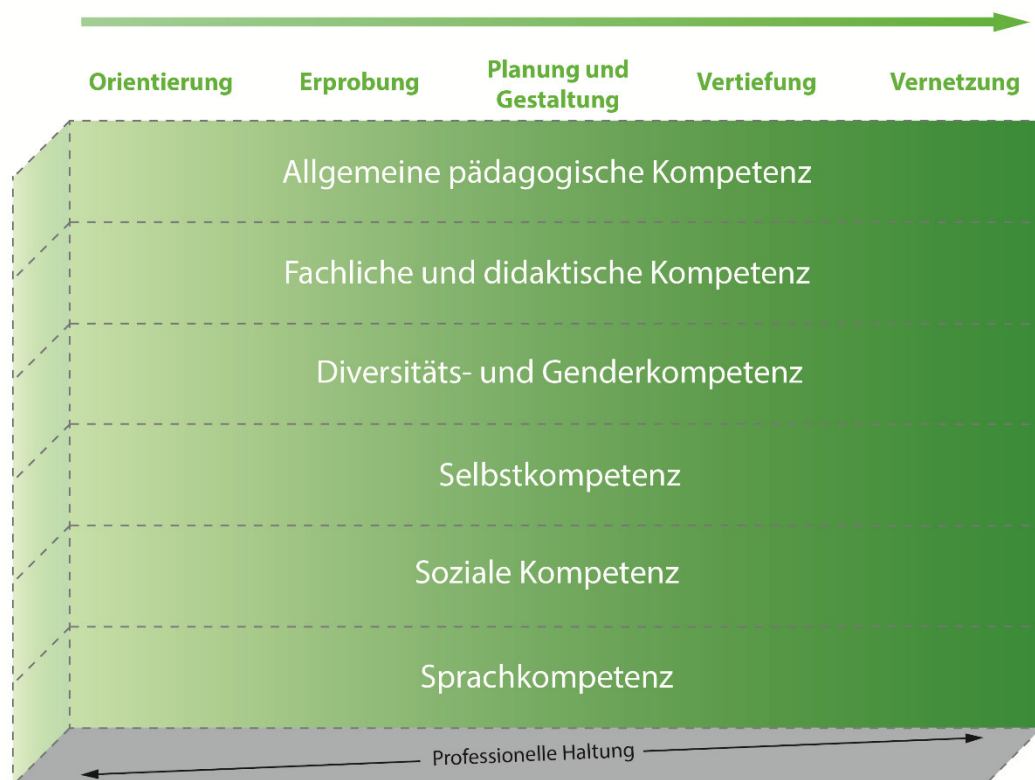 Orientierung
Erprobung
Planung und
Gestaltung
Vertiefung
Vernetzung
Allgemeine pädagogische Kompetenz
Fachliche und didaktische Kompetenz
Diversitäts- und Genderkompetenz
Selbstkompetenz
Soziale Kompetenz
Sprachkompetenz
Professionelle Haltung